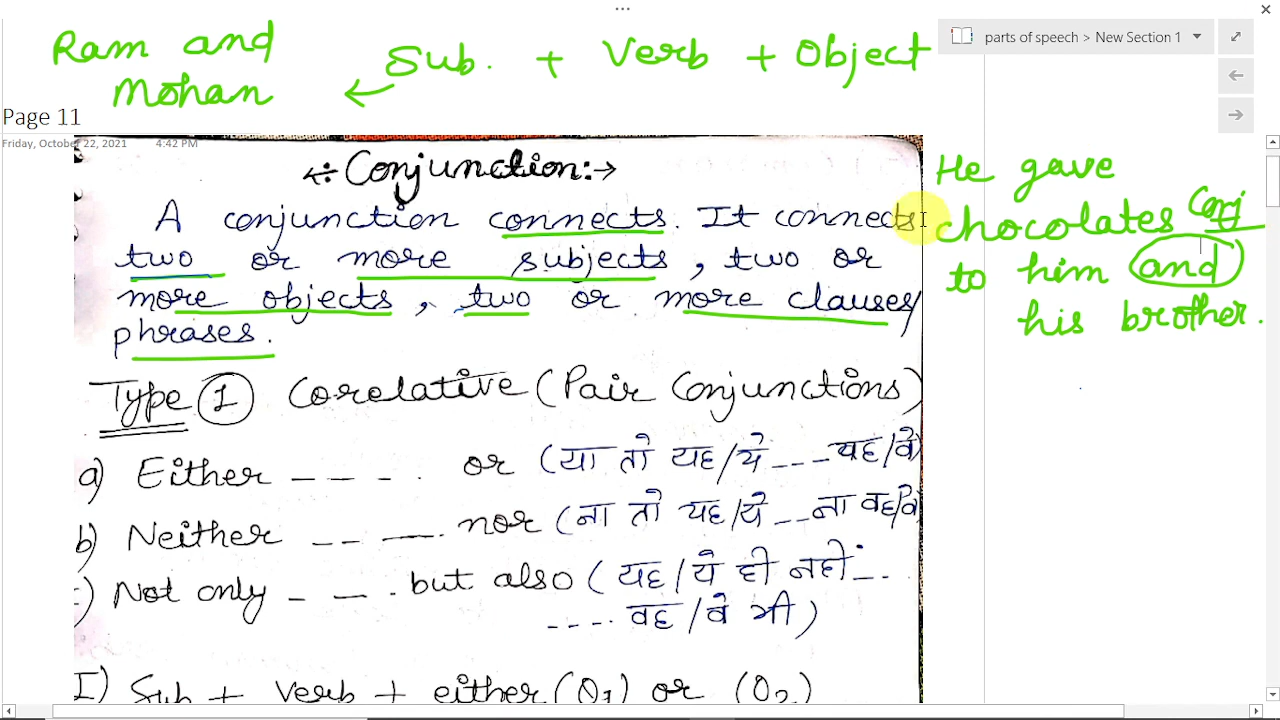 Ram and
Mohan ←
Sub. + Verb + Object
parts of speech > New Section 1
Page 11
Friday, October 22, 2021 4:42 PM
÷ Conjunction:→
A conjunction connects. It connects
two or more subjects, two or
more objects, two or more clauses/
phrases.
He gave
chocolates Conj
to him and
his brother.
Type 1 Corelative (Pair Conjunctions)
a) Either ---- or (या तो यह/ये --- यह/वे)
b) Neither ---- nor (ना तो यह/ये -- ना वह/वे
) Not only --- but also (यह/ये ही नहीं --
---- वह/वे भी)
I) Sub + Verb + either (O1) or (O2)